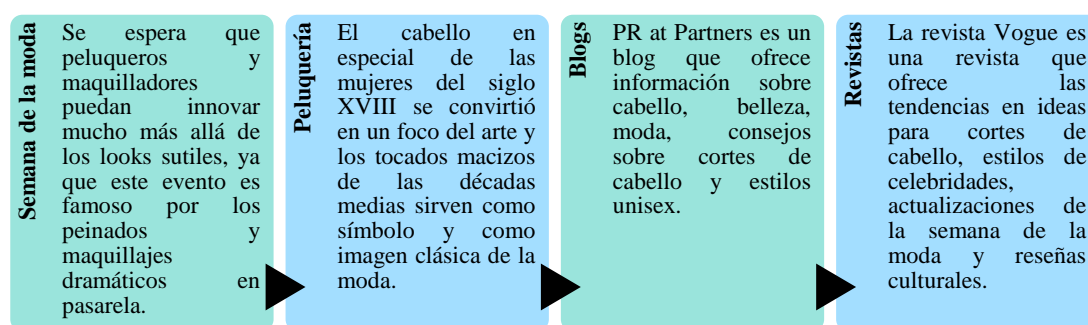 Semana de la moda
Se espera que
peluqueros y
maquilladores
puedan innovar
mucho más allá de
los looks sutiles, ya
que este evento es
famoso por los
peinados y
maquillajes
dramáticos en
pasarela.
Peluquería
El cabello en
especial de las
mujeres del siglo
XVIII se convirtió
en un foco del arte y
los tocados macizos
de las décadas
medias sirven como
símbolo y como
imagen clásica de la
moda.
Blogs
PR at Partners es un
blog que ofrece
información sobre
cabello, belleza,
moda, consejos
sobre cortes de
cabello y estilos
unisex.
Revistas
La revista Vogue es
una revista que
ofrece las
tendencias en ideas
para cortes de
cabello, estilos de
celebridades,
actualizaciones de
la semana de la
moda y reseñas
culturales.